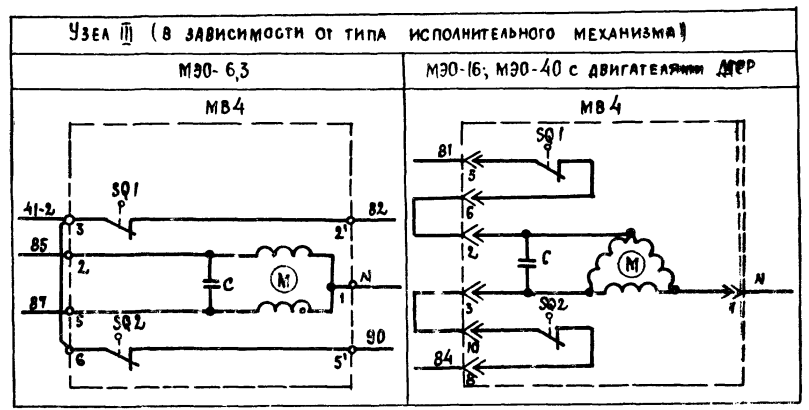 УЗЕЛ III (В ЗАВИСИМОСТИ ОТ ТИПА ИСПОЛНИТЕЛЬНОГО МЕХАНИЗМА)
МЭО-6,3
МЭО-16; МЭО-40 С ДВИГАТЕЛЯМИ
МВ4
SQ1
41-2
3
2'
82
85
2
C
M
1
N
87
5
SQ2
6
5'
90
МВ4
81
5
SQ1
6
2
C
M
3
1
N
SQ2
10
84
8